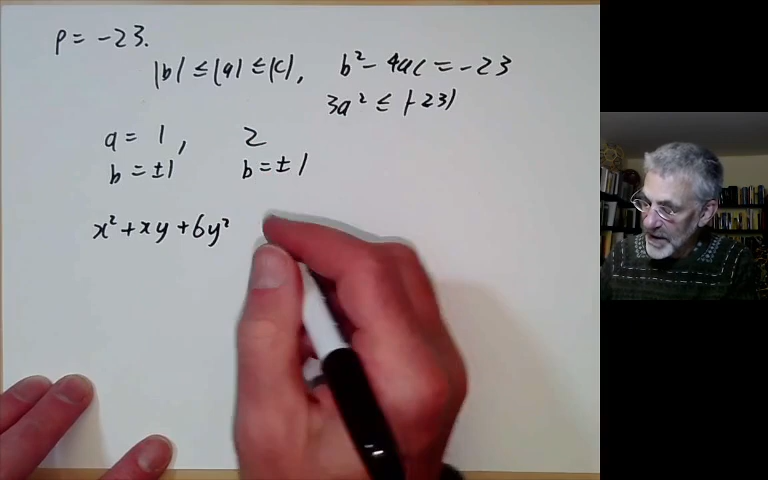 p = -23.
|b| ≤ |a| ≤ |c|, b² - 4ac = -23
3a² ≤ |-23|
a = 1, 2
b = ±1 b = ±1
x² + xy + 6y²